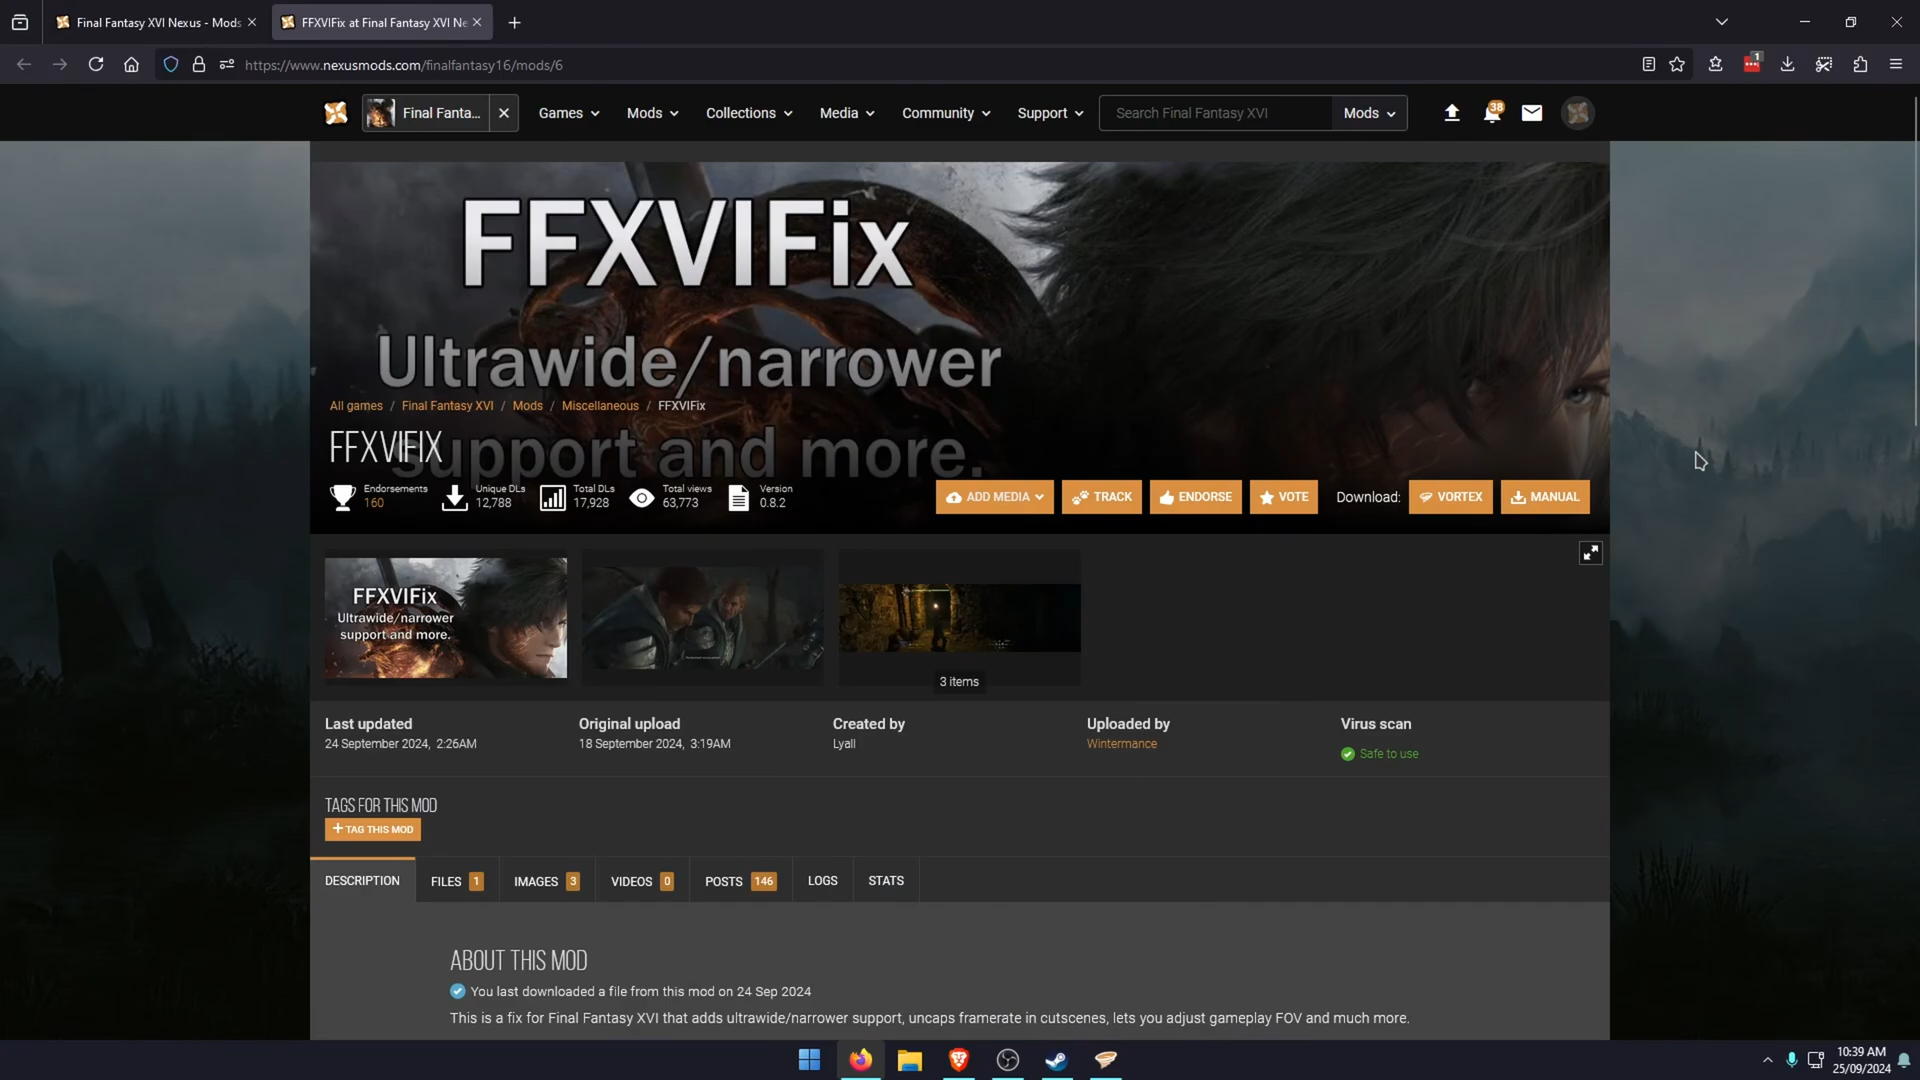 Final Fantasy XVI Nexus - Mods
FFXVIFix at Final Fantasy XVI Ne
https://www.nexusmods.com/finalfantasy16/mods/6
1
Final Fanta...
Games
Mods
Collections
Media
Community
Support
Search Final Fantasy XVI
Mods
38
FFXVIFix
Ultrawide/narrower
support and more.
All games / Final Fantasy XVI / Mods / Miscellaneous / FFXVIFix
FFXVIFIX
Endorsements
160
Unique DLs
12,788
Total DLs
17,928
Total views
63,773
Version
0.8.2
ADD MEDIA
TRACK
ENDORSE
VOTE
Download:
VORTEX
MANUAL
FFXVIFix
Ultrawide/narrower
support and more.
3 items
Last updated
24 September 2024, 2:26AM
Original upload
18 September 2024, 3:19AM
Created by
Lyall
Uploaded by
Wintermance
Virus scan
Safe to use
TAGS FOR THIS MOD
+ TAG THIS MOD
DESCRIPTION
FILES 1
IMAGES 3
VIDEOS 0
POSTS 146
LOGS
STATS
ABOUT THIS MOD
You last downloaded a file from this mod on 24 Sep 2024
This is a fix for Final Fantasy XVI that adds ultrawide/narrower support, uncaps framerate in cutscenes, lets you adjust gameplay FOV and much more.
10:39 AM
25/09/2024